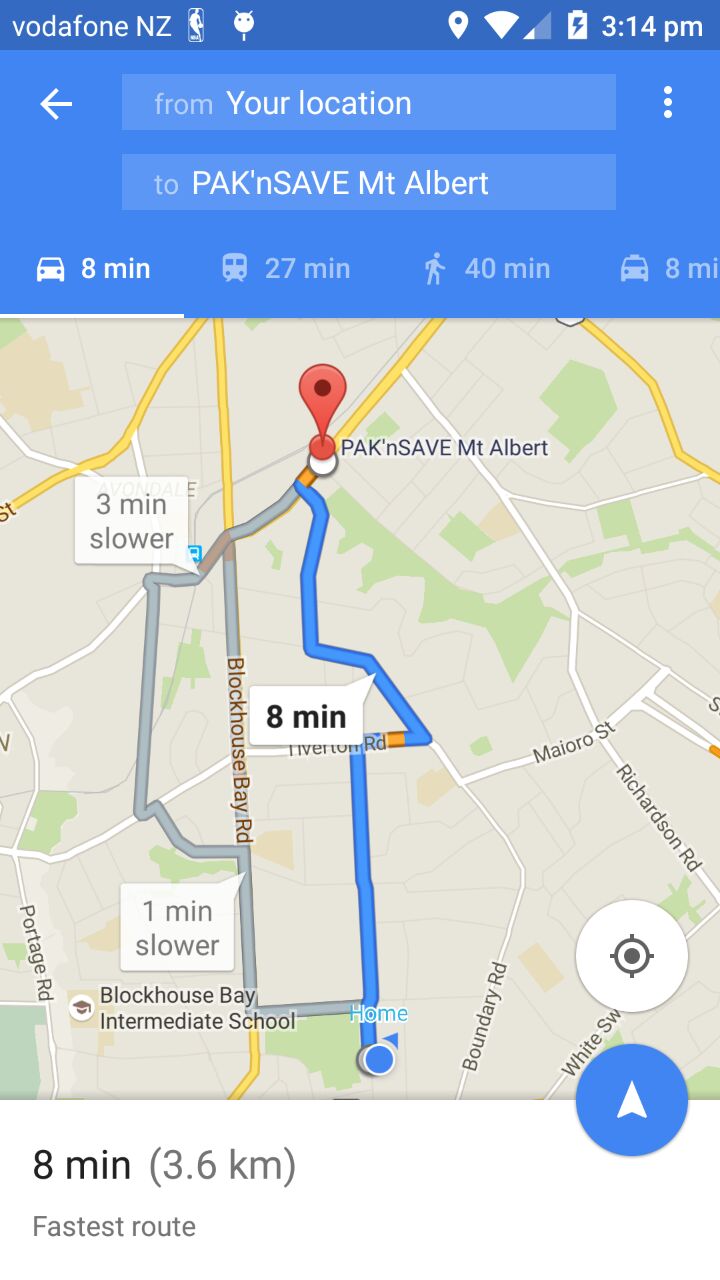 vodafone NZ
3:14 pm
from Your location
to PAK'nSAVE Mt Albert
8 min
27 min
40 min
8 mi
PAK'nSAVE Mt Albert
AVONDALE
3 min
slower
St
8 min
Tiverton Rd
Blockhouse Bay Rd
Maioro St
Richardson Rd
1 min
slower
Portage Rd
Blockhouse Bay
Intermediate School
Home
Boundary Rd
White Sw
8 min (3.6 km)
Fastest route